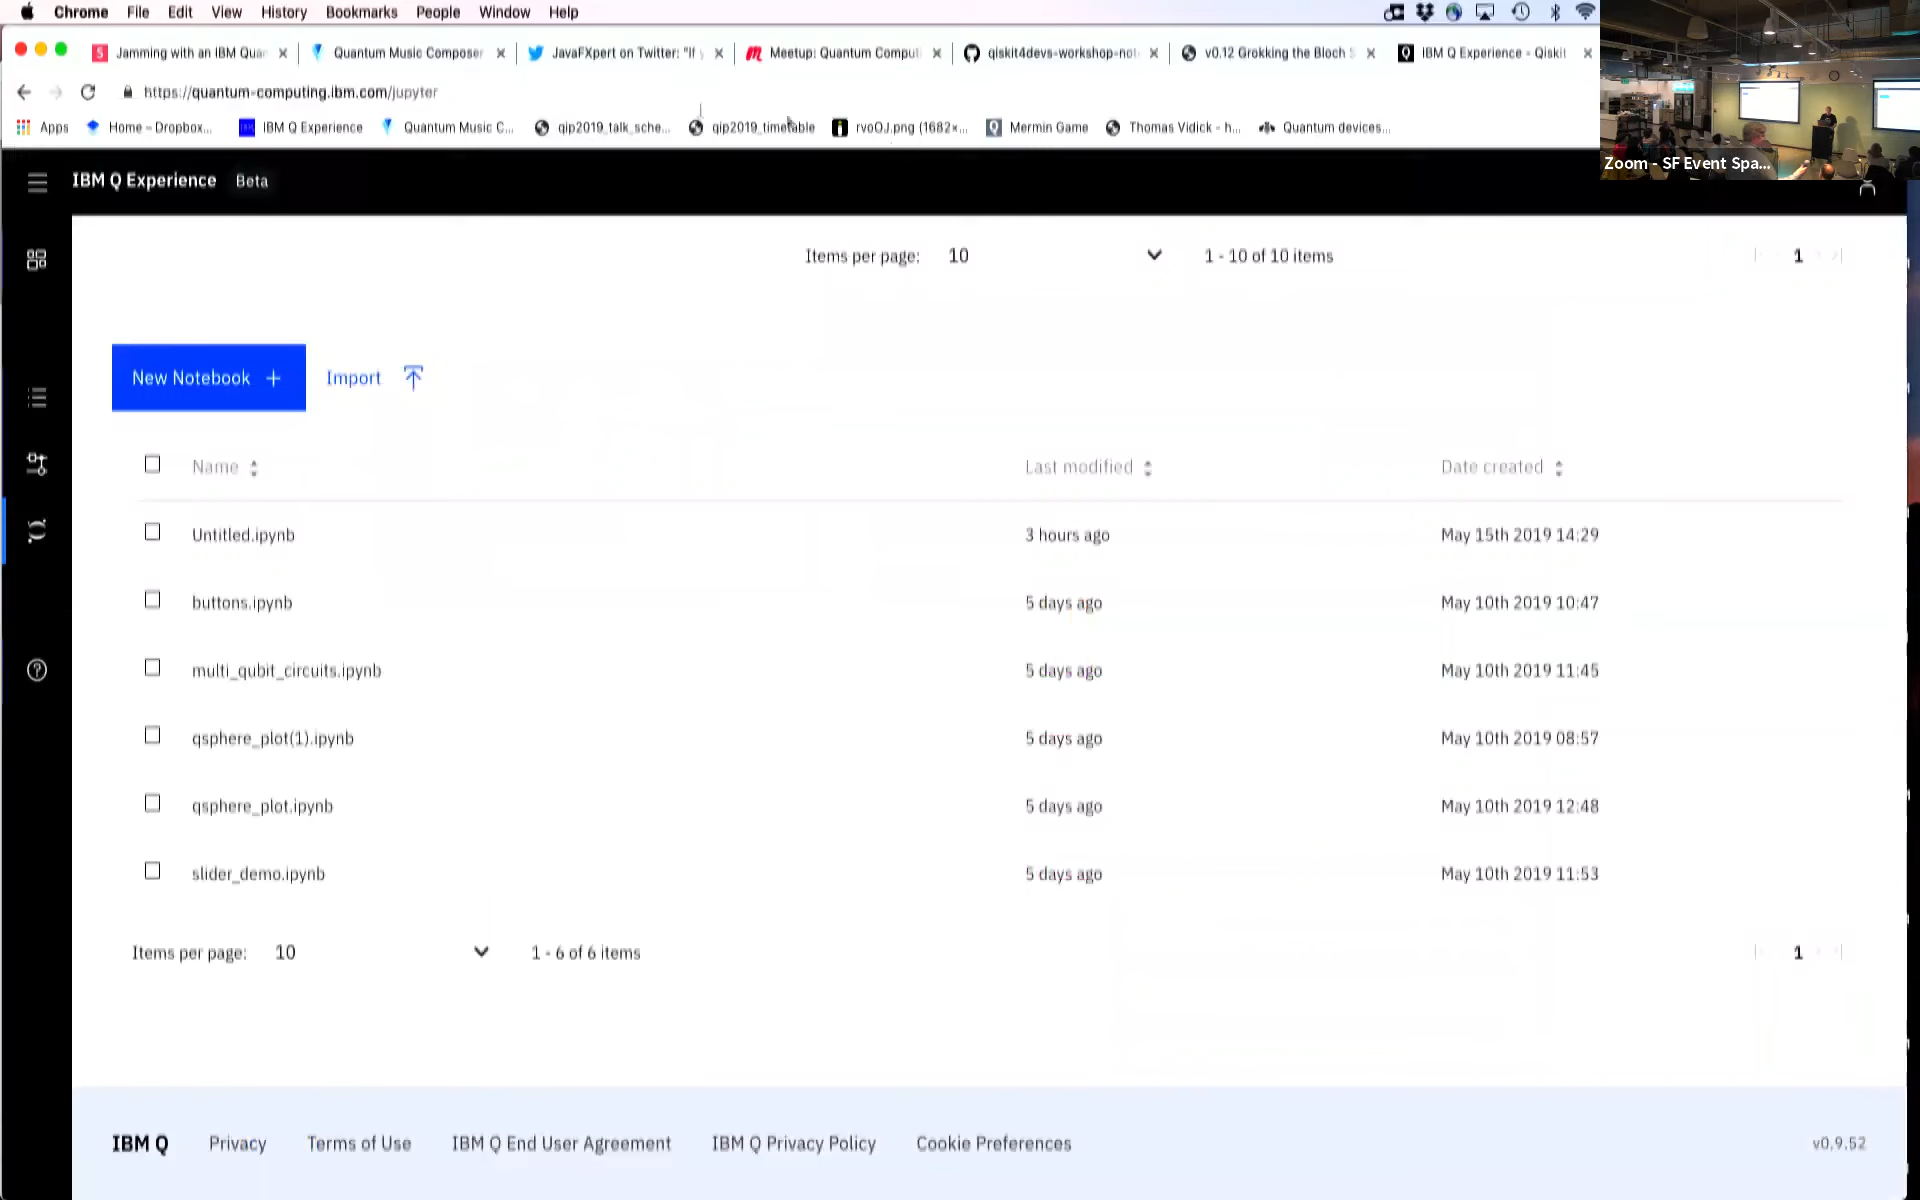 Chrome File Edit View History Bookmarks People Window Help
Jamming with an IBM Quar Quantum Music Composer JavaFXpert on Twitter: "If y Meetup: Quantum Comput qiskit4devs-workshop-not v0.12 Grokking the Bloch S IBM Q Experience - Qiskit
https://quantum-computing.ibm.com/jupyter
Apps Home – Dropbox... IBM Q Experience Quantum Music C... qip2019_talk_sche... qip2019_timetable rvoOJ.png (1682×... Mermin Game Thomas Vidick - h... Quantum devices...
Zoom - SF Event Spa...
IBM Q Experience Beta
Items per page: 10 1 - 10 of 10 items 1
New Notebook + Import
Name Last modified Date created
Untitled.ipynb 3 hours ago May 15th 2019 14:29
buttons.ipynb 5 days ago May 10th 2019 10:47
multi_qubit_circuits.ipynb 5 days ago May 10th 2019 11:45
qsphere_plot(1).ipynb 5 days ago May 10th 2019 08:57
qsphere_plot.ipynb 5 days ago May 10th 2019 12:48
slider_demo.ipynb 5 days ago May 10th 2019 11:53
Items per page: 10 1 - 6 of 6 items 1
IBM Q Privacy Terms of Use IBM Q End User Agreement IBM Q Privacy Policy Cookie Preferences v0.9.52